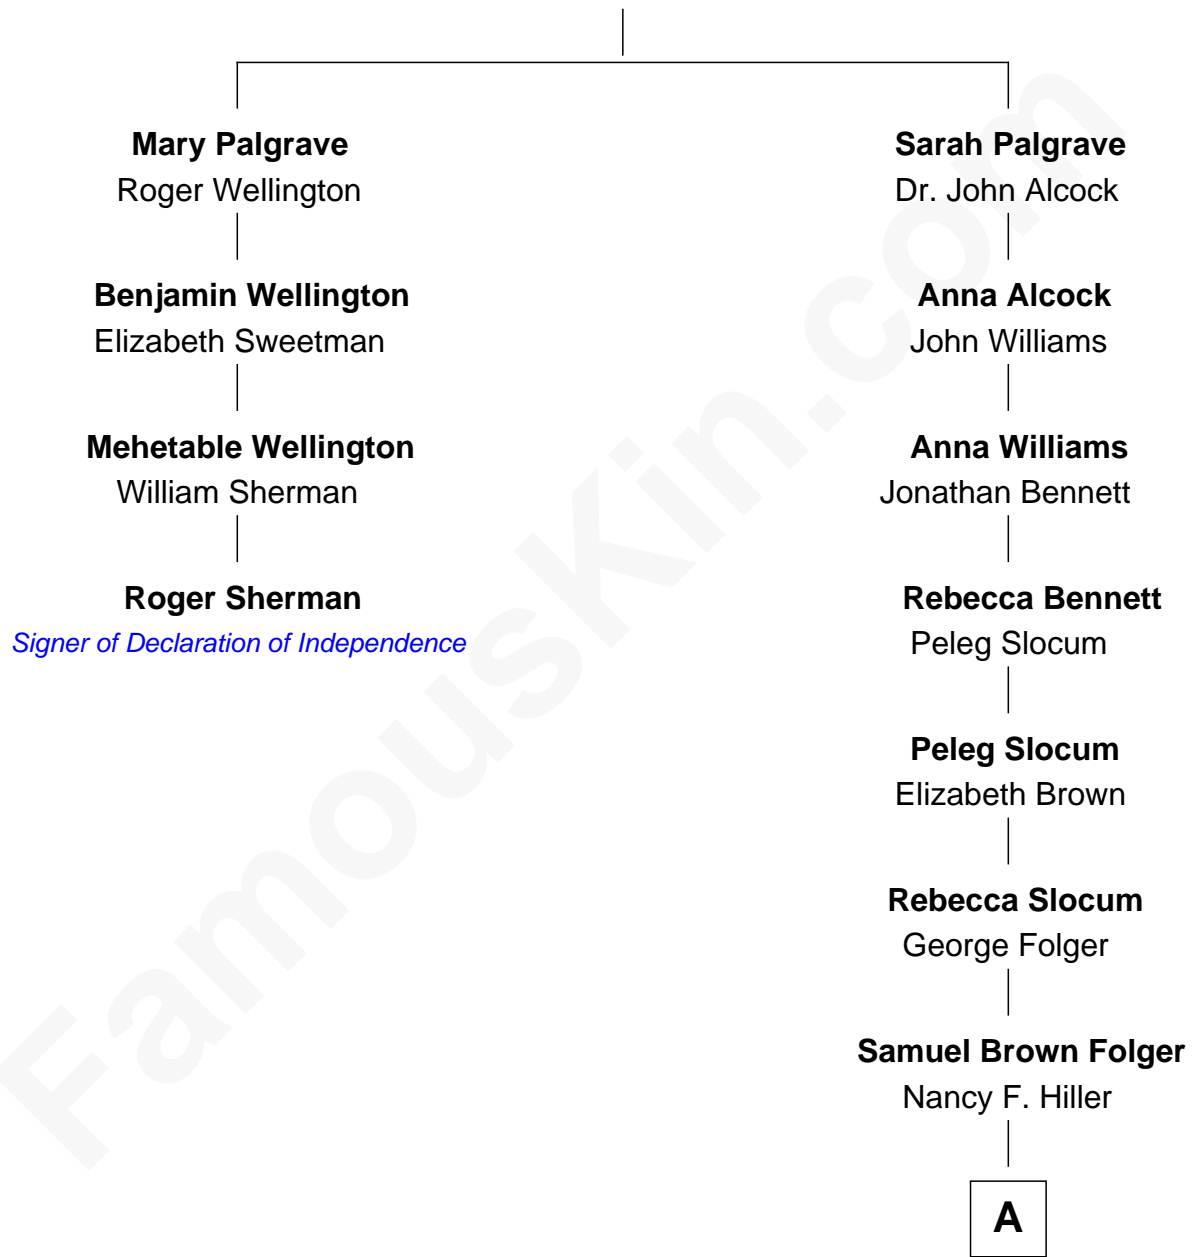 Mary Palgrave
Roger Wellington
Benjamin Wellington
Elizabeth Sweetman
Mehetable Wellington
William Sherman
Roger Sherman
Signer of Declaration of Independence
Sarah Palgrave
Dr. John Alcock
Anna Alcock
John Williams
Anna Williams
Jonathan Bennett
Rebecca Bennett
Peleg Slocum
Peleg Slocum
Elizabeth Brown
Rebecca Slocum
George Folger
Samuel Brown Folger
Nancy F. Hiller
A
FamousKin.com